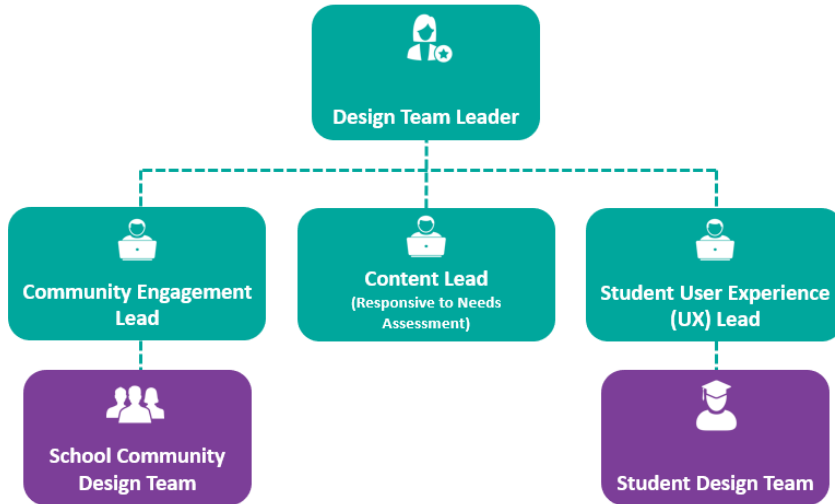 Design Team Leader
Community Engagement
Lead
Content Lead
(Responsive to Needs
Assessment)
Student User Experience
(UX) Lead
School Community
Design Team
Student Design Team